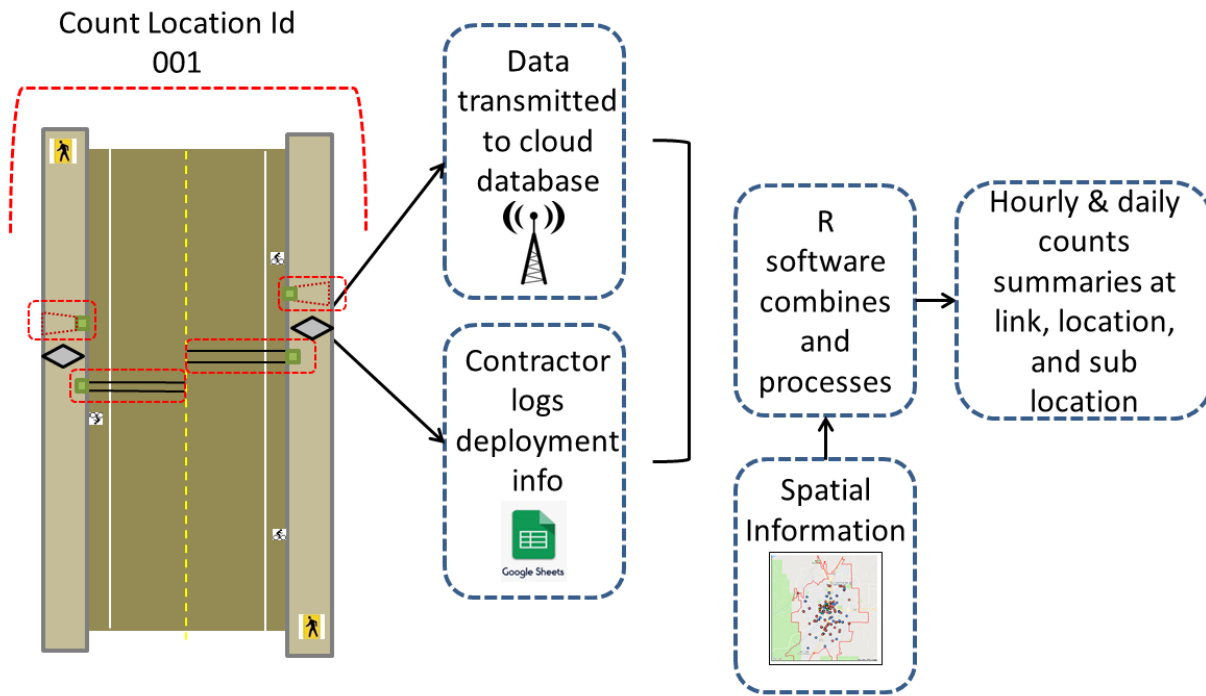 Count Location Id
001
Data
transmitted
to cloud
database
Contractor
logs
deployment
info
Google Sheets
R
software
combines
and
processes
Spatial
Information
Hourly & daily
counts
summaries at
link, location,
and sub
location